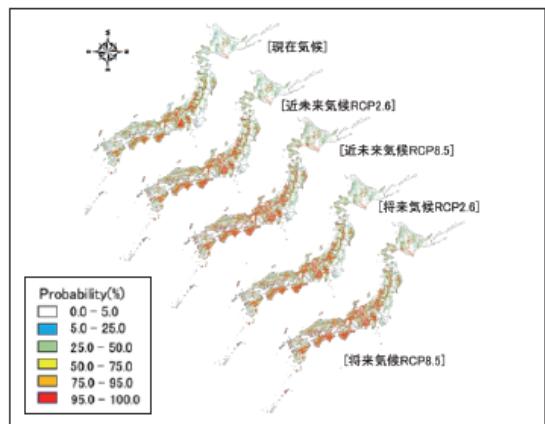 S
[現在気候]
[近未来気候RCP2.6]
[近未来気候RCP8.5]
[将来気候RCP2.6]
[将来気候RCP8.5]
Probability(%)
0.0 - 5.0
5.0 - 25.0
25.0 - 50.0
50.0 - 75.0
75.0 - 95.0
95.0 - 100.0